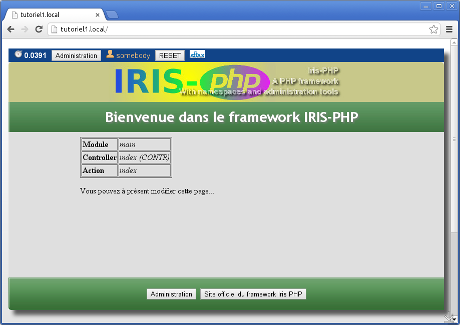 tutoriel1.local
tutoriel1.local/
0.0391 Administration somebody RESET
IRIS-php
Iris-PHP
A PHP framework
with namespaces and administration tools
Bienvenue dans le framework IRIS-PHP
Module main
Controller index (CONTR)
Action index
Vous pouvez à présent modifier cette page...
Administration Site officiel du framework Iris PHP